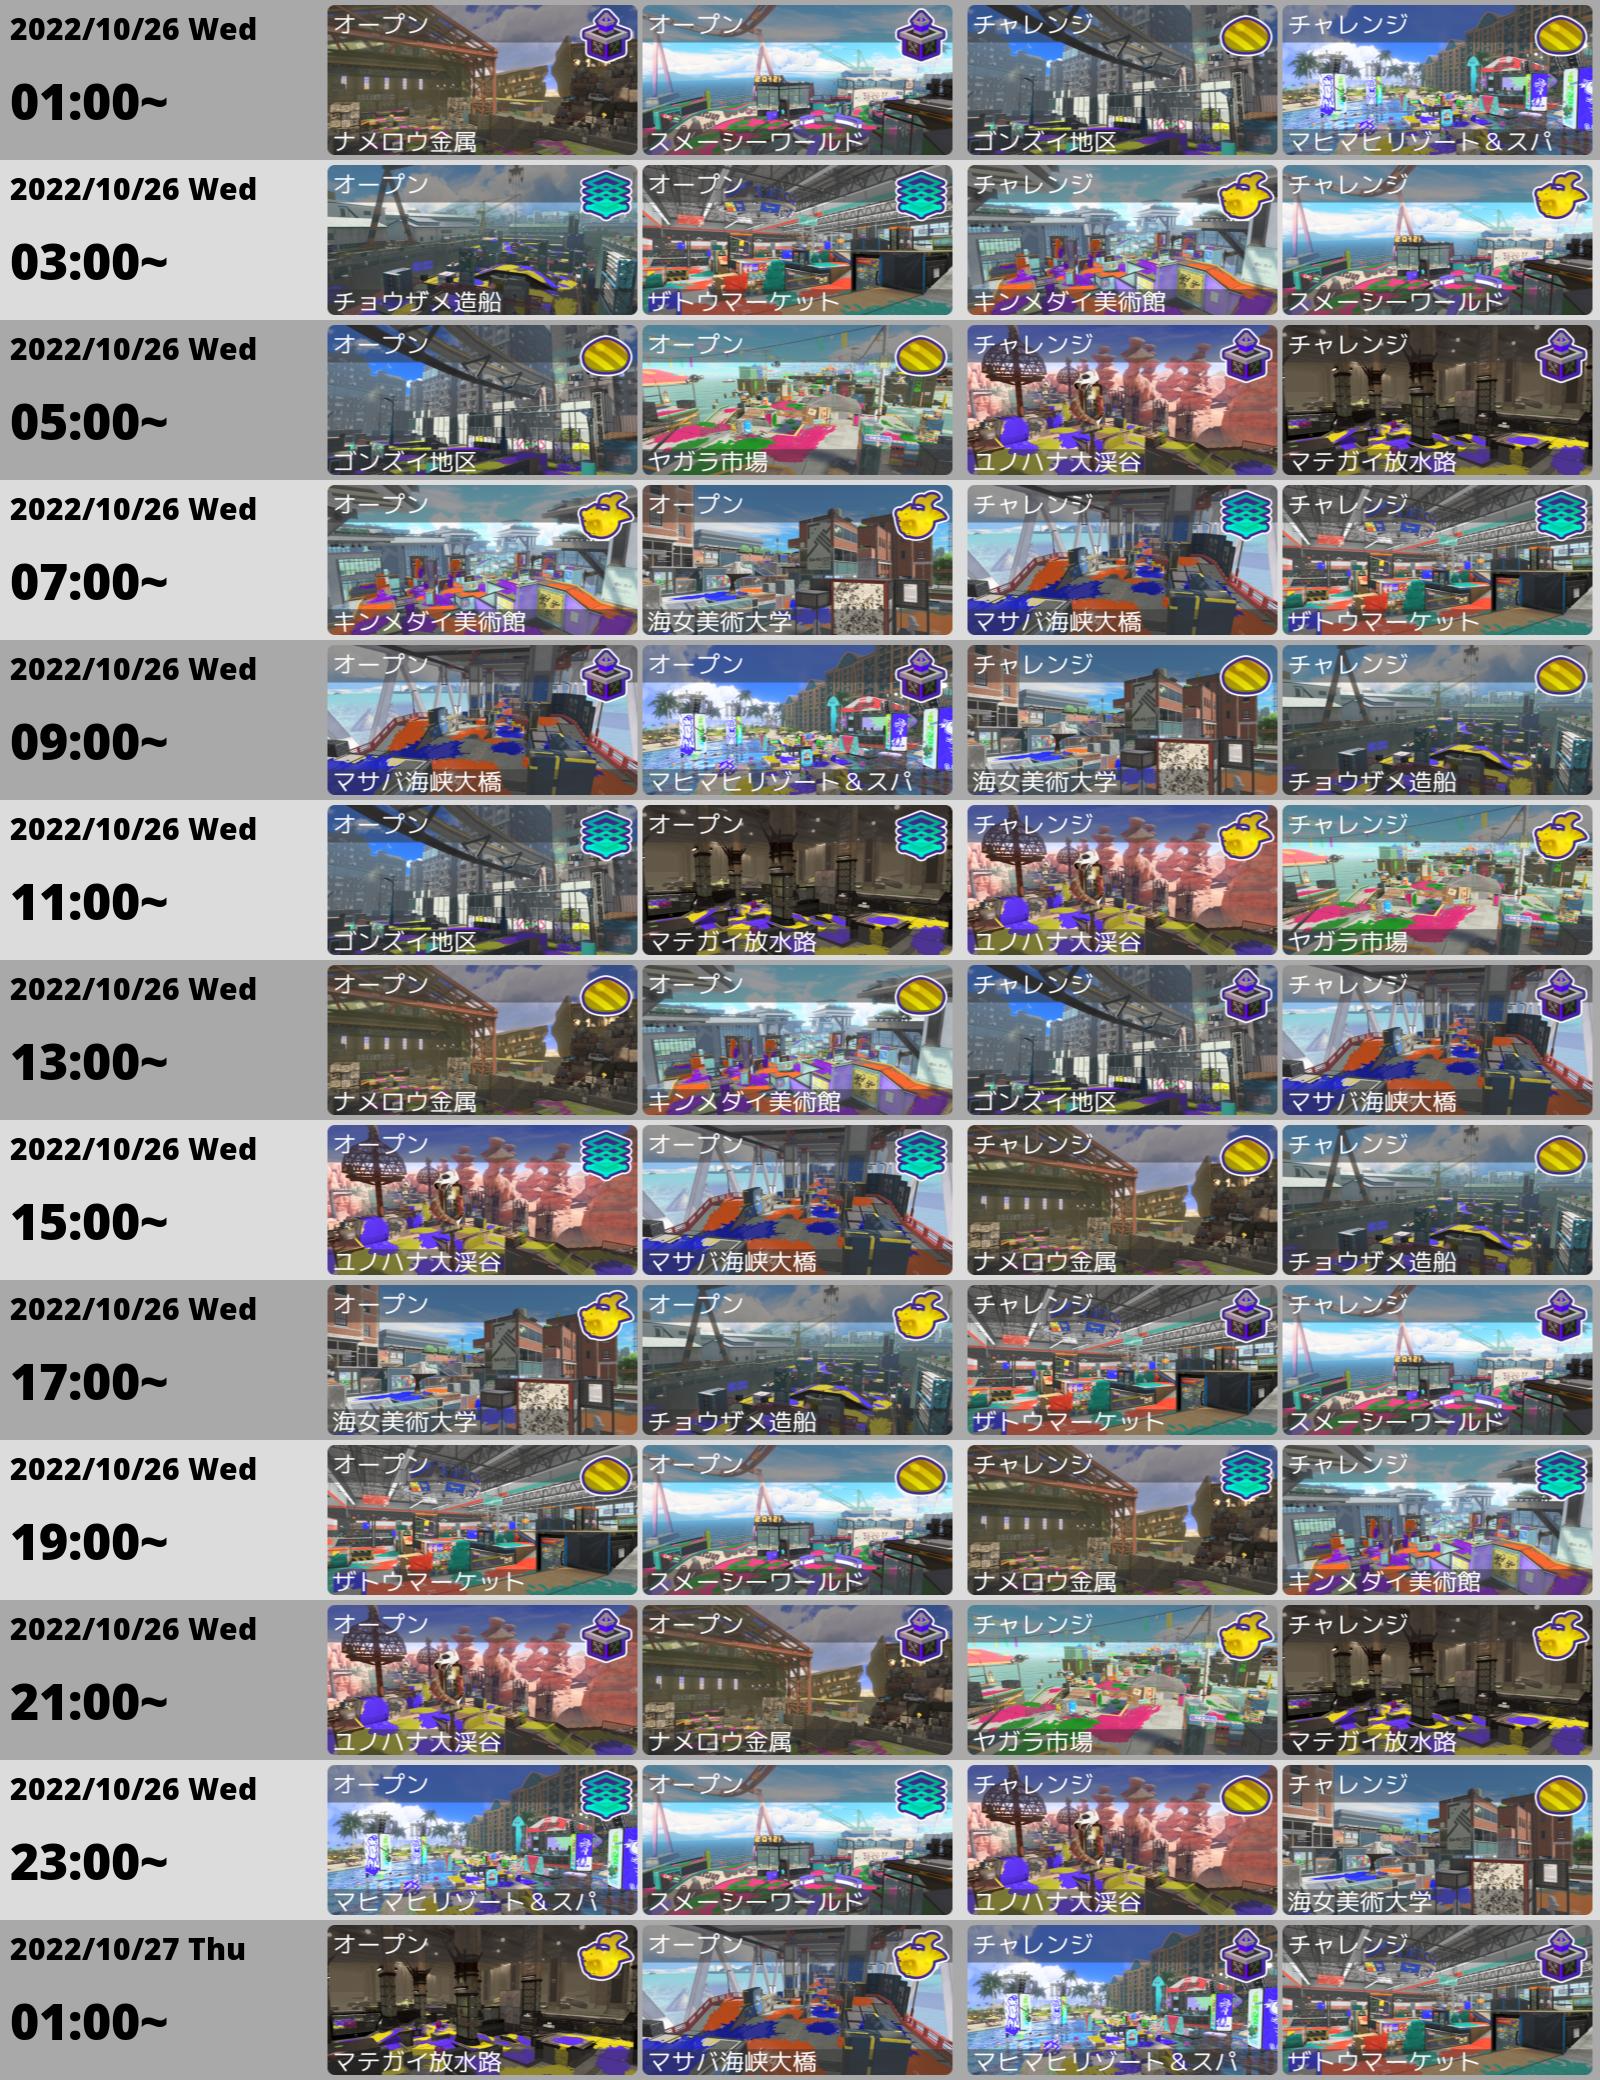 2022/10/26 Wed
01:00~
オープン オープン チャレンジ チャレンジ
ナメロウ金属 スメーシーワールド ゴンズイ地区 マヒマヒリゾート&スパ
2022/10/26 Wed
03:00~
オープン オープン チャレンジ チャレンジ
チョウザメ造船 ザトウマーケット キンメダイ美術館 スメーシーワールド
2022/10/26 Wed
05:00~
オープン オープン チャレンジ チャレンジ
ゴンズイ地区 ヤガラ市場 ユノハナ大渓谷 マテガイ放水路
2022/10/26 Wed
07:00~
オープン オープン チャレンジ チャレンジ
キンメダイ美術館 海女美術大学 マサバ海峡大橋 ザトウマーケット
2022/10/26 Wed
09:00~
オープン オープン チャレンジ チャレンジ
マサバ海峡大橋 マヒマヒリゾート&スパ 海女美術大学 チョウザメ造船
2022/10/26 Wed
11:00~
オープン オープン チャレンジ チャレンジ
ゴンズイ地区 マテガイ放水路 ユノハナ大渓谷 ヤガラ市場
2022/10/26 Wed
13:00~
オープン オープン チャレンジ チャレンジ
ナメロウ金属 キンメダイ美術館 ゴンズイ地区 マサバ海峡大橋
2022/10/26 Wed
15:00~
オープン オープン チャレンジ チャレンジ
ユノハナ大渓谷 マサバ海峡大橋 ナメロウ金属 チョウザメ造船
2022/10/26 Wed
17:00~
オープン オープン チャレンジ チャレンジ
海女美術大学 チョウザメ造船 ザトウマーケット スメーシーワールド
2022/10/26 Wed
19:00~
オープン オープン チャレンジ チャレンジ
ザトウマーケット スメーシーワールド ナメロウ金属 キンメダイ美術館
2022/10/26 Wed
21:00~
オープン オープン チャレンジ チャレンジ
ユノハナ大渓谷 ナメロウ金属 ヤガラ市場 マテガイ放水路
2022/10/26 Wed
23:00~
オープン オープン チャレンジ チャレンジ
マヒマヒリゾート&スパ スメーシーワールド ユノハナ大渓谷 海女美術大学
2022/10/27 Thu
01:00~
オープン オープン チャレンジ チャレンジ
マテガイ放水路 マサバ海峡大橋 マヒマヒリゾート&スパ ザトウマーケット